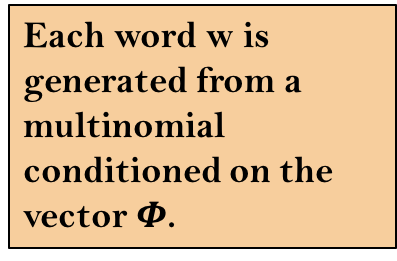 Each word w is
generated from a
multinomial
conditioned on the
vector Φ.